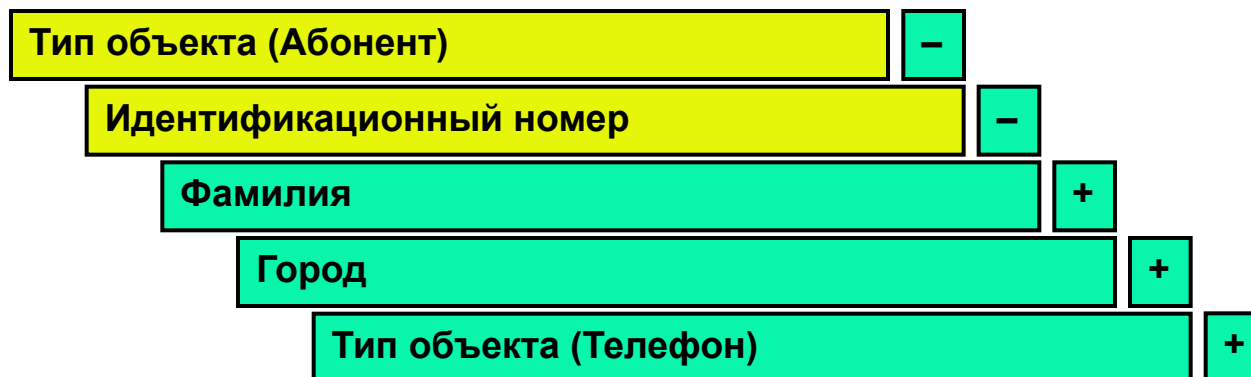 Тип объекта (Абонент) –
Идентификационный номер –
Фамилия +
Город +
Тип объекта (Телефон) +